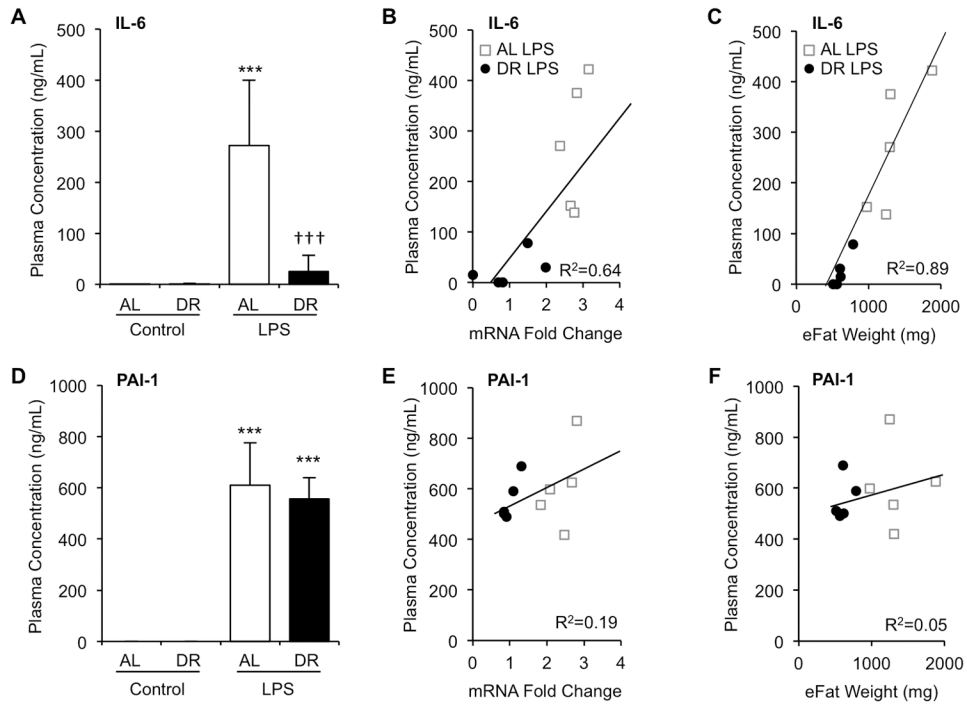 A IL-6
Plasma Concentration (ng/mL)
500
400
300
200
100
0
***
†††
AL DR AL DR
Control LPS
B IL-6
Plasma Concentration (ng/mL)
500
400
300
200
100
0
AL LPS
DR LPS
R²=0.64
0 1 2 3 4
mRNA Fold Change
C IL-6
Plasma Concentration (ng/mL)
500
400
300
200
100
0
AL LPS
DR LPS
R²=0.89
0 1000 2000
eFat Weight (mg)
D PAI-1
Plasma Concentration (ng/mL)
1000
800
600
400
200
0
***
***
AL DR AL DR
Control LPS
E PAI-1
Plasma Concentration (ng/mL)
1000
800
600
400
200
0
R²=0.19
0 1 2 3 4
mRNA Fold Change
F PAI-1
Plasma Concentration (ng/mL)
1000
800
600
400
200
0
R²=0.05
0 1000 2000
eFat Weight (mg)